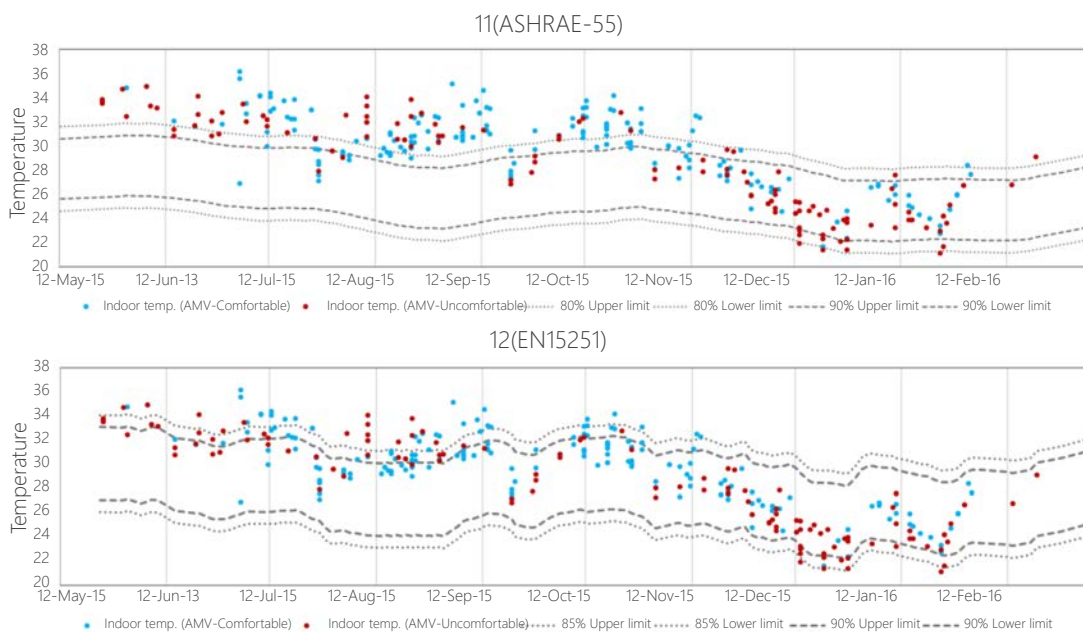 11(ASHRAE-55)
38
36
34
32
30
28
26
24
22
20
Temperature
12-May-15 12-Jun-13 12-Jul-15 12-Aug-15 12-Sep-15 12-Oct-15 12-Nov-15 12-Dec-15 12-Jan-16 12-Feb-16
Indoor temp. (AMV-Comfortable) Indoor temp. (AMV-Uncomfortable) 80% Upper limit 80% Lower limit 90% Upper limit 90% Lower limit
12(EN15251)
38
36
34
32
30
28
26
24
22
20
Temperature
12-May-15 12-Jun-13 12-Jul-15 12-Aug-15 12-Sep-15 12-Oct-15 12-Nov-15 12-Dec-15 12-Jan-16 12-Feb-16
Indoor temp. (AMV-Comfortable) Indoor temp. (AMV-Uncomfortable) 85% Upper limit 85% Lower limit 90% Upper limit 90% Lower limit